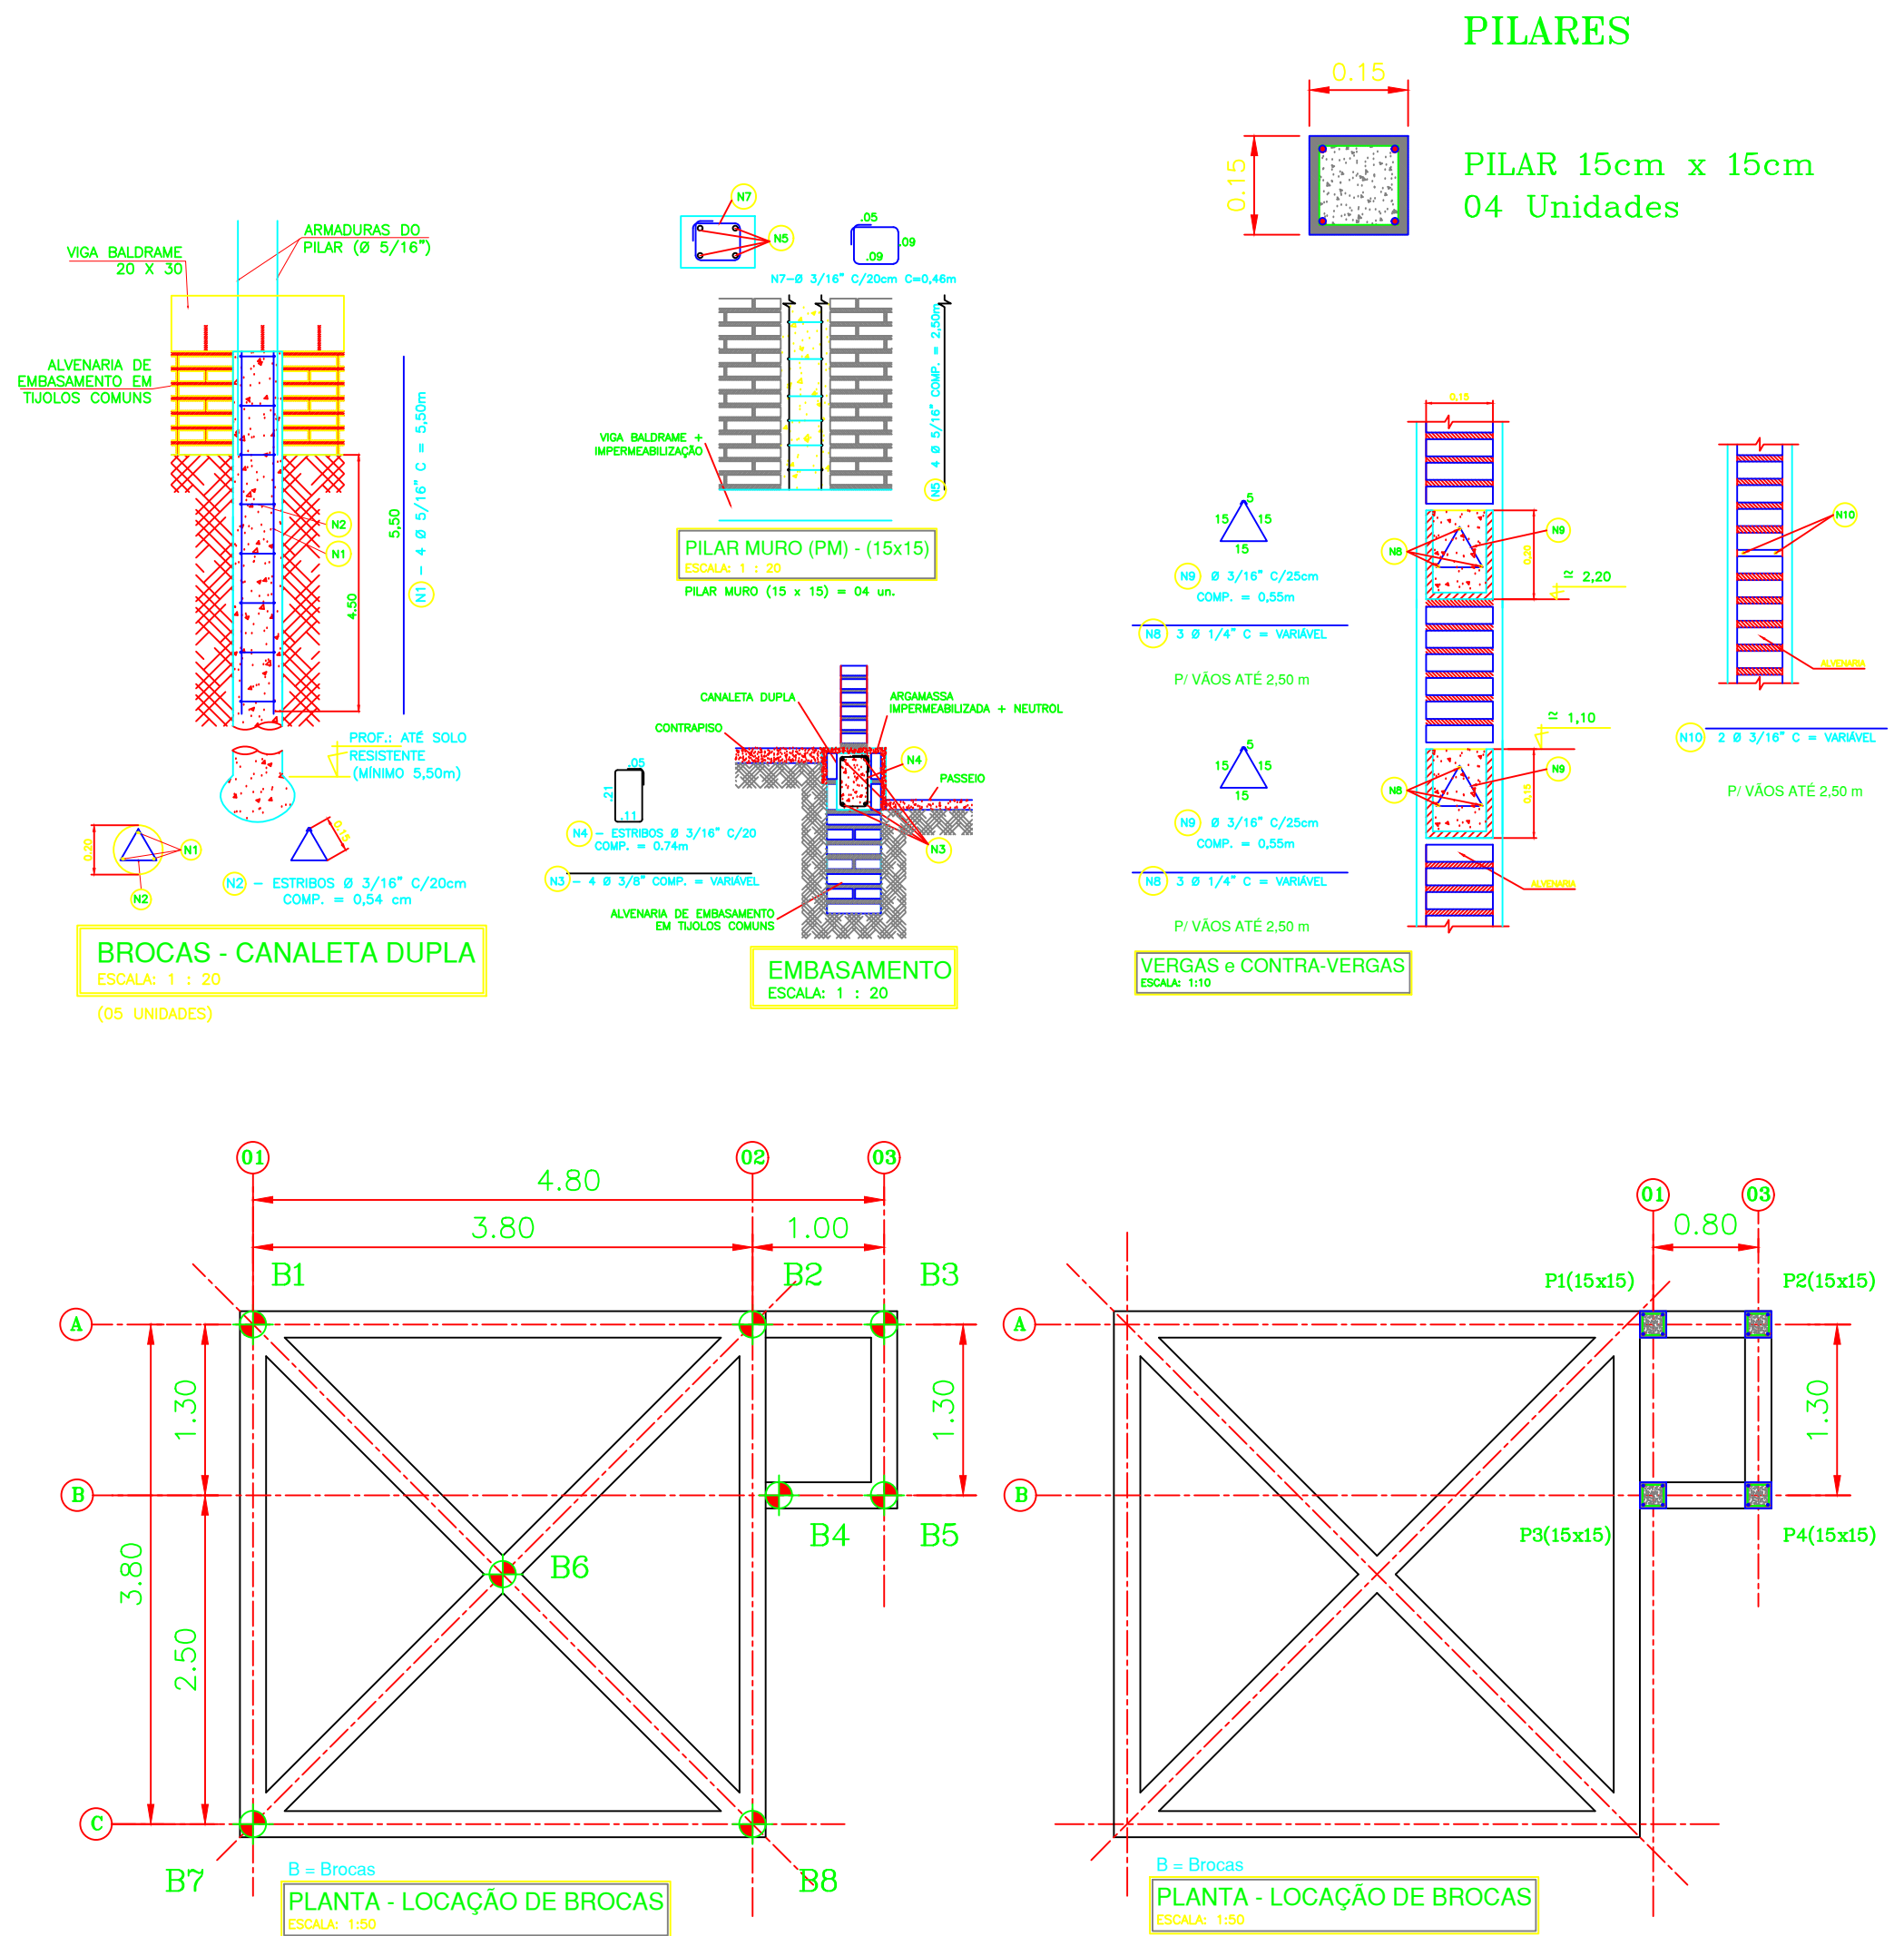 PILARES
0.15
0.15
PILAR 15cm x 15cm
04 Unidades
VIGA BALDRAME
20 X 30
ARMADURAS DO
PILAR (Ø 5/16")
ALVENARIA DE
EMBASAMENTO EM
TIJOLOS COMUNS
N2
N1
5,50
4.50
N1 - 4 Ø 5/16" C = 5,50m
PROF.: ATÉ SOLO
RESISTENTE
(MÍNIMO 5,50m)
0.20
N1
N2
0.15
N2 - ESTRIBOS Ø 3/16" C/20cm
COMP. = 0,54 cm
BROCAS - CANALETA DUPLA
ESCALA: 1 : 20
(05 UNIDADES)
N7
N5
.05
.09
.09
N7-Ø 3/16" C/20cm C=0,46m
N5 4 Ø 5/16" COMP. = 2,50m
VIGA BALDRAME +
IMPERMEABILIZAÇÃO
PILAR MURO (PM) - (15x15)
ESCALA: 1 : 20
PILAR MURO (15 x 15) = 04 un.
CANALETA DUPLA
CONTRAPISO
ARGAMASSA
IMPERMEABILIZADA + NEUTROL
N4
PASSEIO
N3
.05
.21
.11
N4 - ESTRIBOS Ø 3/16" C/20
COMP. = 0.74m
N3 - 4 Ø 3/8" COMP. = VARIÁVEL
ALVENARIA DE EMBASAMENTO
EM TIJOLOS COMUNS
EMBASAMENTO
ESCALA: 1 : 20
5
15 15
15
N9 Ø 3/16" C/25cm
COMP. = 0,55m
N8 3 Ø 1/4" C = VARIÁVEL
P/ VÃOS ATÉ 2,50 m
5
15 15
15
N9 Ø 3/16" C/25cm
COMP. = 0,55m
N8 3 Ø 1/4" C = VARIÁVEL
P/ VÃOS ATÉ 2,50 m
VERGAS e CONTRA-VERGAS
ESCALA: 1:10
0,15
N8
N9
0,20
≃ 2,20
≃ 1,10
N8
N9
0,15
ALVENARIA
N10
ALVENARIA
N10 2 Ø 3/16" C = VARIÁVEL
P/ VÃOS ATÉ 2,50 m
01
02
03
4.80
3.80
1.00
B1
B2
B3
A
B
C
1.30
3.80
2.50
1.30
B4
B5
B6
B7
B8
B = Brocas
PLANTA - LOCAÇÃO DE BROCAS
ESCALA: 1:50
01
03
0.80
P1(15x15)
P2(15x15)
A
B
1.30
P3(15x15)
P4(15x15)
B = Brocas
PLANTA - LOCAÇÃO DE BROCAS
ESCALA: 1:50